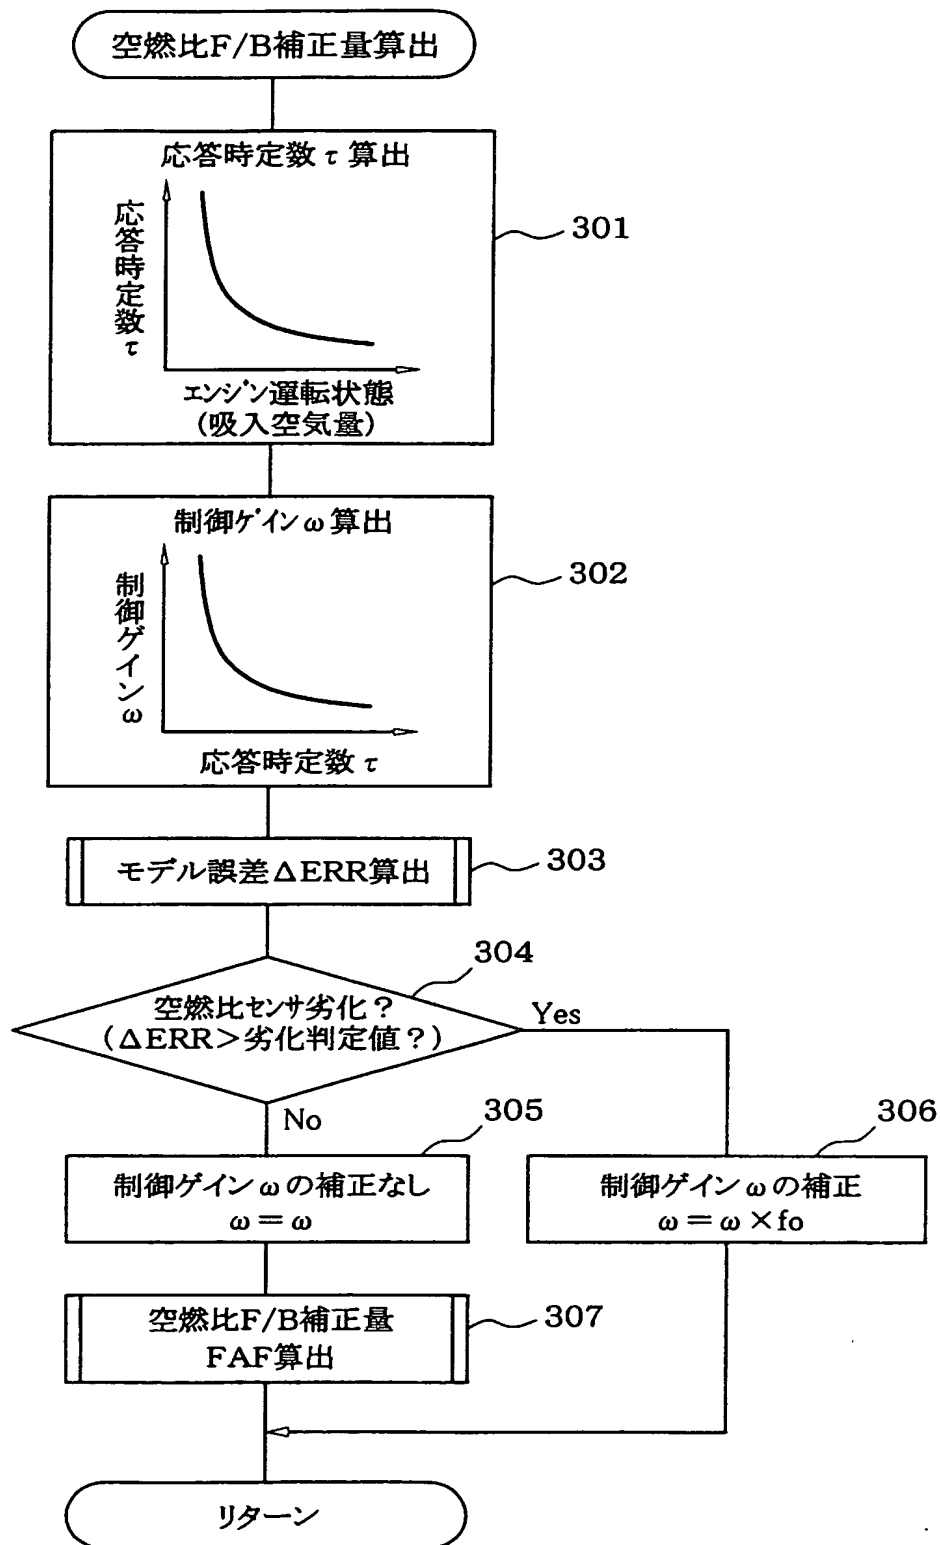 空燃比F/B補正量算出
応答時定数τ算出
応答時定数τ
301
エンジン運転状態
(吸入空気量)
制御ゲインω算出
制御ゲインω
302
応答時定数τ
モデル誤差ΔERR算出
303
304
空燃比センサ劣化？
(ΔERR＞劣化判定値？)
Yes
No
305
306
制御ゲインωの補正なし
ω＝ω
制御ゲインωの補正
ω＝ω×fo
空燃比F/B補正量
FAF算出
307
リターン